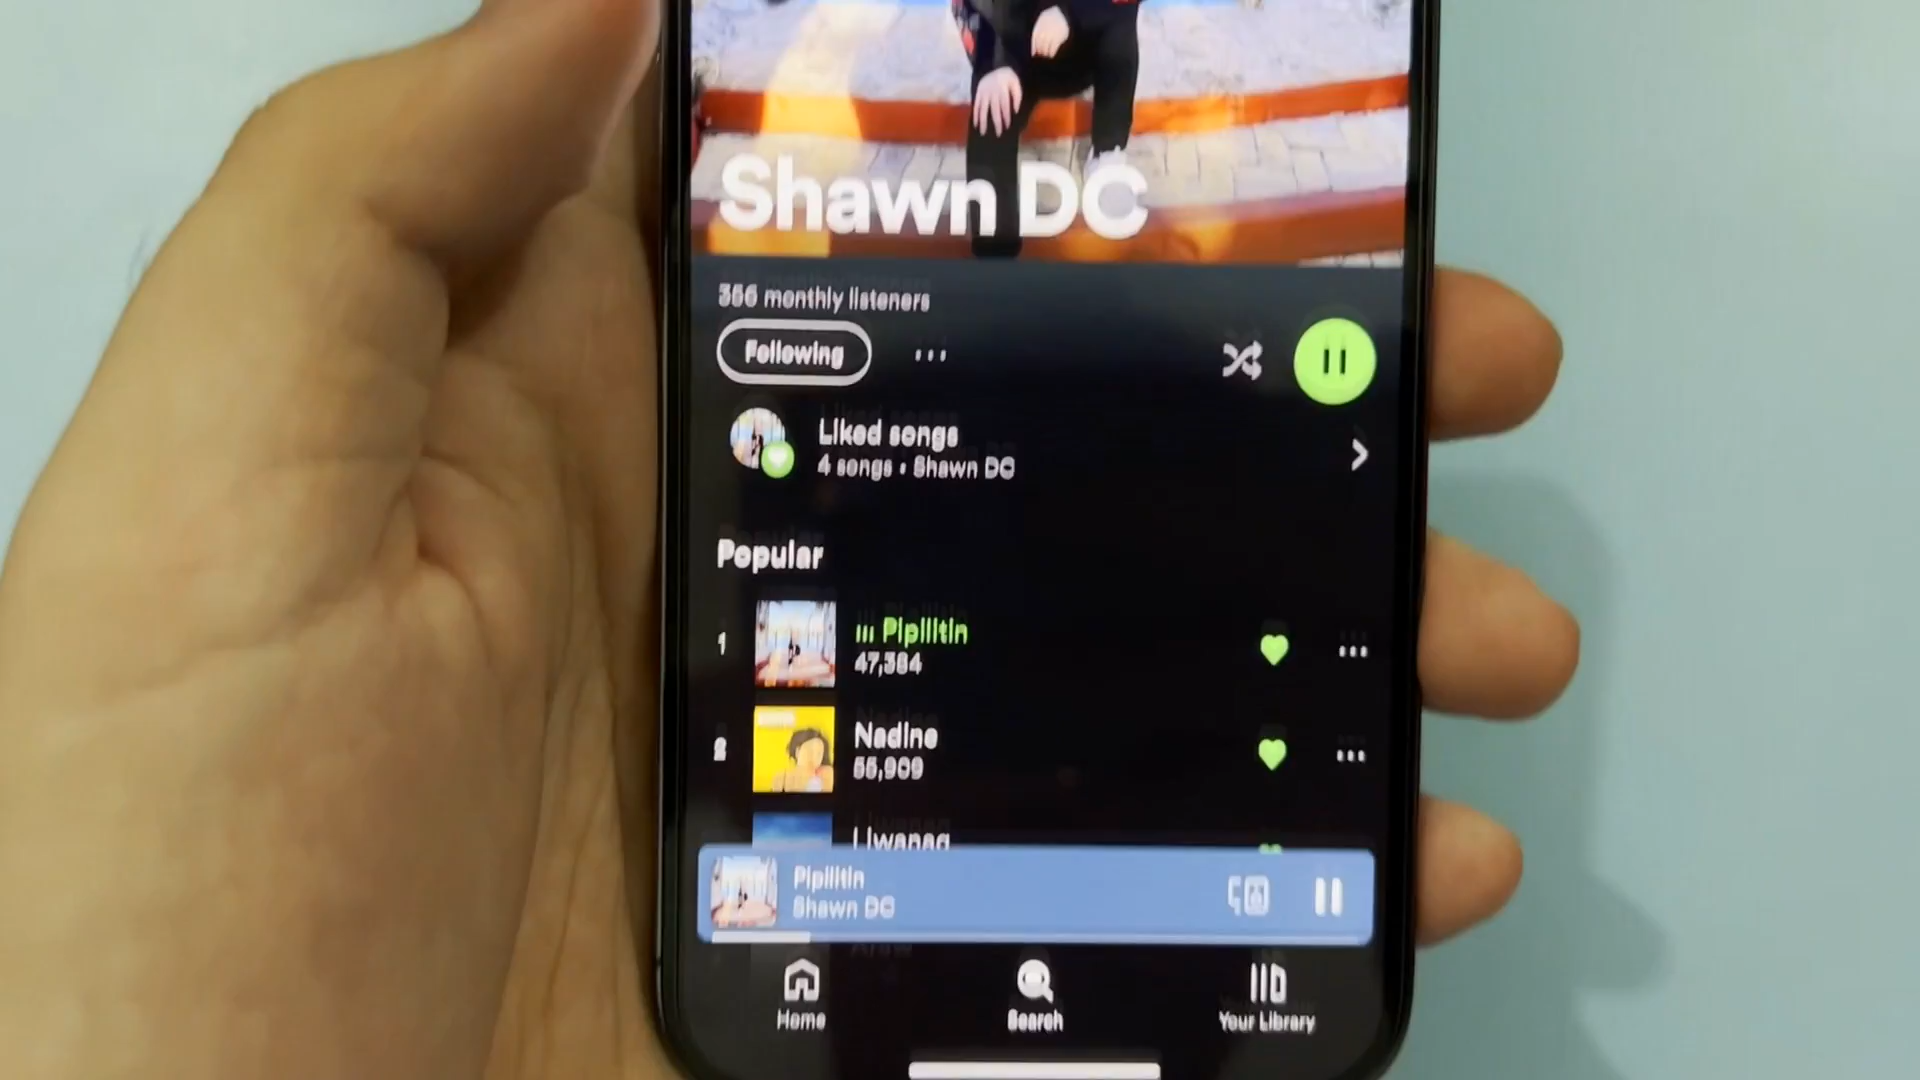 Shawn DC
356 monthly listeners
Following
Liked songs
4 songs • Shawn DC
Popular
1
Pipilitin
47,384
2
Nadine
55,909
Liwanag
Pipilitin
Shawn DC
Home
Search
Your Library